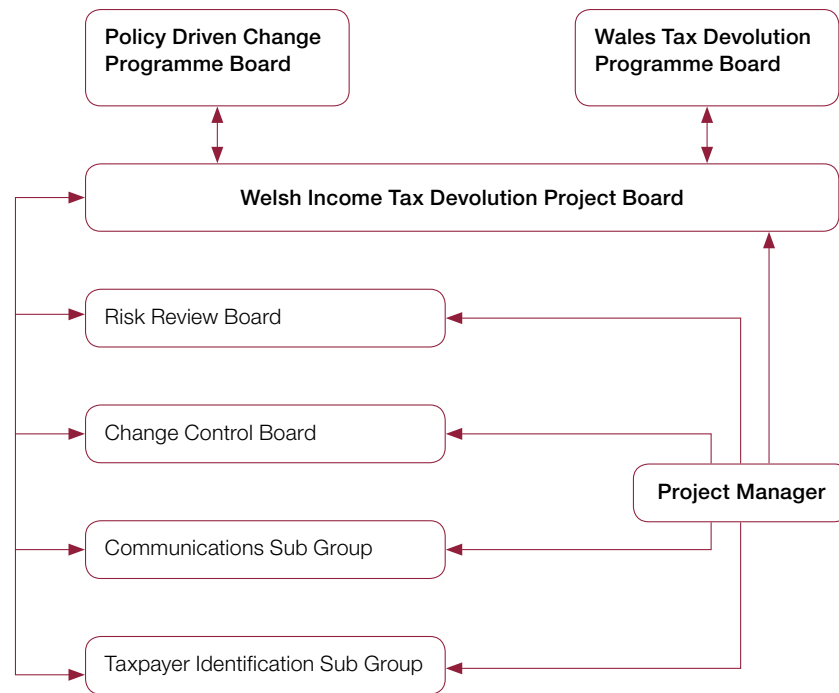 Policy Driven Change
Programme Board
Wales Tax Devolution
Programme Board
Welsh Income Tax Devolution Project Board
Risk Review Board
Change Control Board
Project Manager
Communications Sub Group
Taxpayer Identification Sub Group